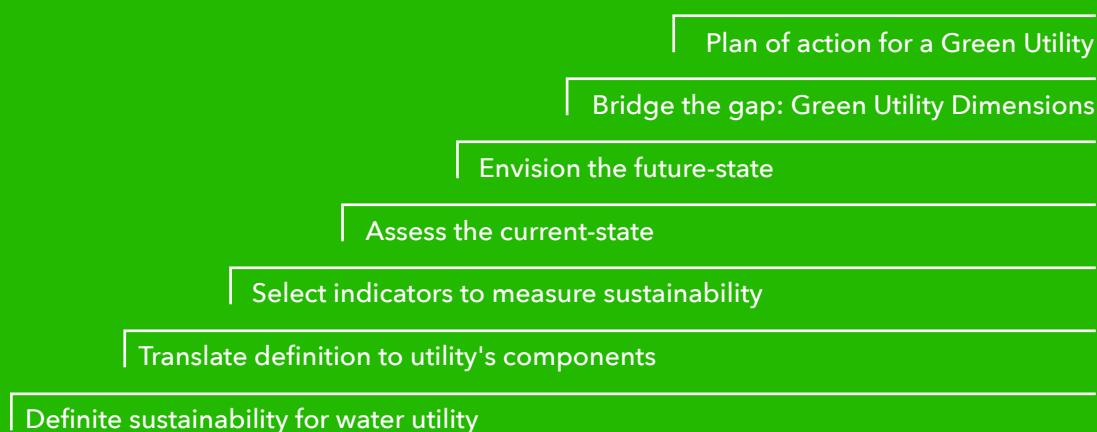 Plan of action for a Green Utility
Bridge the gap: Green Utility Dimensions
Envision the future-state
Assess the current-state
Select indicators to measure sustainability
Translate definition to utility's components
Definite sustainability for water utility